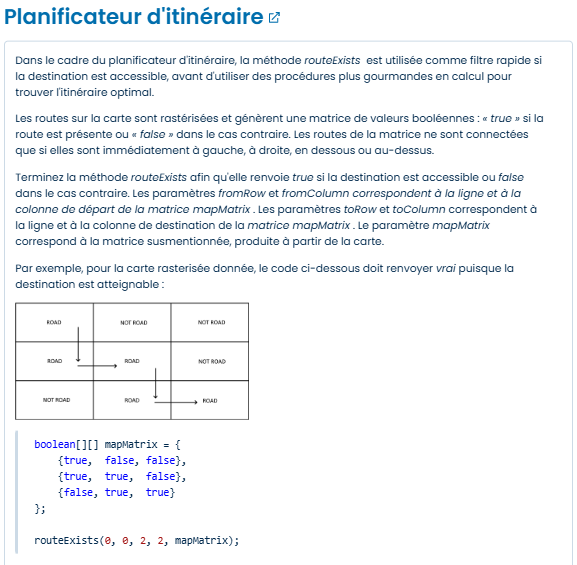 Planificateur d'itinéraire
Dans le cadre du planificateur d'itinéraire, la méthode routeExists est utilisée comme filtre rapide si
la destination est accessible, avant d'utiliser des procédures plus gourmandes en calcul pour
trouver l'itinéraire optimal.
Les routes sur la carte sont rastérisées et génèrent une matrice de valeurs booléennes : « true » si la
route est présente ou « false » dans le cas contraire. Les routes de la matrice ne sont connectées
que si elles sont immédiatement à gauche, à droite, en dessous ou au-dessus.
Terminez la méthode routeExists afin qu'elle renvoie true si la destination est accessible ou false
dans le cas contraire. Les paramètres fromRow et fromColumn correspondent à la ligne et à la
colonne de départ de la matrice mapMatrix . Les paramètres toRow et toColumn correspondent à
la ligne et à la colonne de destination de la matrice mapMatrix . Le paramètre mapMatrix
correspond à la matrice susmentionnée, produite à partir de la carte.
Par exemple, pour la carte rasterisée donnée, le code ci-dessous doit renvoyer vrai puisque la
destination est atteignable :
ROAD NOT ROAD NOT ROAD
ROAD ROAD NOT ROAD
NOT ROAD ROAD ROAD
boolean[][] mapMatrix = {
{true, false, false},
{true, true, false},
{false, true, true}
};
routeExists(0, 0, 2, 2, mapMatrix);